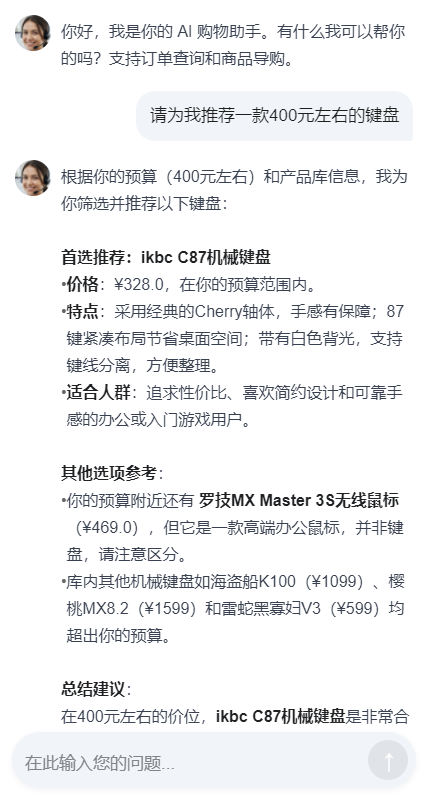 你好，我是你的 AI 购物助手。有什么我可以帮你
的吗？支持订单查询和商品导购。
请为我推荐一款400元左右的键盘
根据你的预算（400元左右）和产品库信息，我为
你筛选并推荐以下键盘：
首选推荐：ikbc C87机械键盘
•价格：¥328.0，在你的预算范围内。
•特点：采用经典的Cherry轴体，手感有保障；87
键紧凑布局节省桌面空间；带有白色背光，支持
键线分离，方便整理。
•适合人群：追求性价比、喜欢简约设计和可靠手
感的办公或入门游戏用户。
其他选项参考：
•你的预算附近还有 罗技MX Master 3S无线鼠标
（¥469.0），但它是一款高端办公鼠标，并非键
盘，请注意区分。
•库内其他机械键盘如海盗船K100（¥1099）、樱
桃MX8.2（¥1599）和雷蛇黑寡妇V3（¥599）均
超出你的预算。
总结建议：
在400元左右的价位，ikbc C87机械键盘是非常合
在此输入您的问题...